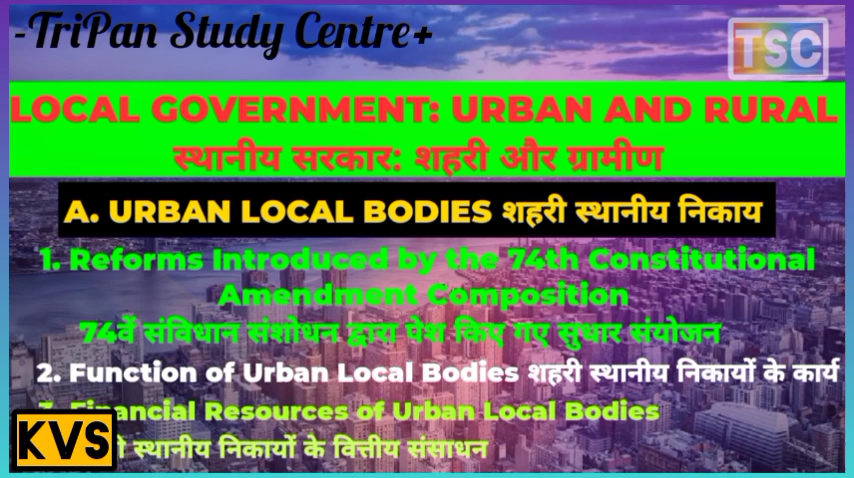 -TriPan Study Centre+
TSC
LOCAL GOVERNMENT: URBAN AND RURAL
स्थानीय सरकार: शहरी और ग्रामीण
A. URBAN LOCAL BODIES शहरी स्थानीय निकाय
1. Reforms Introduced by the 74th Constitutional
Amendment Composition
74वें संविधान संशोधन द्वारा पेश किए गए सुधार संयोजन
2. Function of Urban Local Bodies शहरी स्थानीय निकायों के कार्य
Financial Resources of Urban Local Bodies
स्थानीय निकायों के वित्तीय संसाधन
KVS